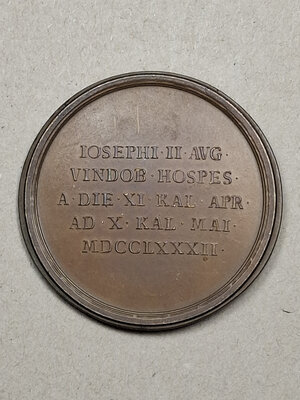 IOSEPHI·II·AVG·
VINDOB·HOSPES·
A·DIE·XI·KAL·APR·
AD·X·KAL·MAI·
MDCCLXXXII·